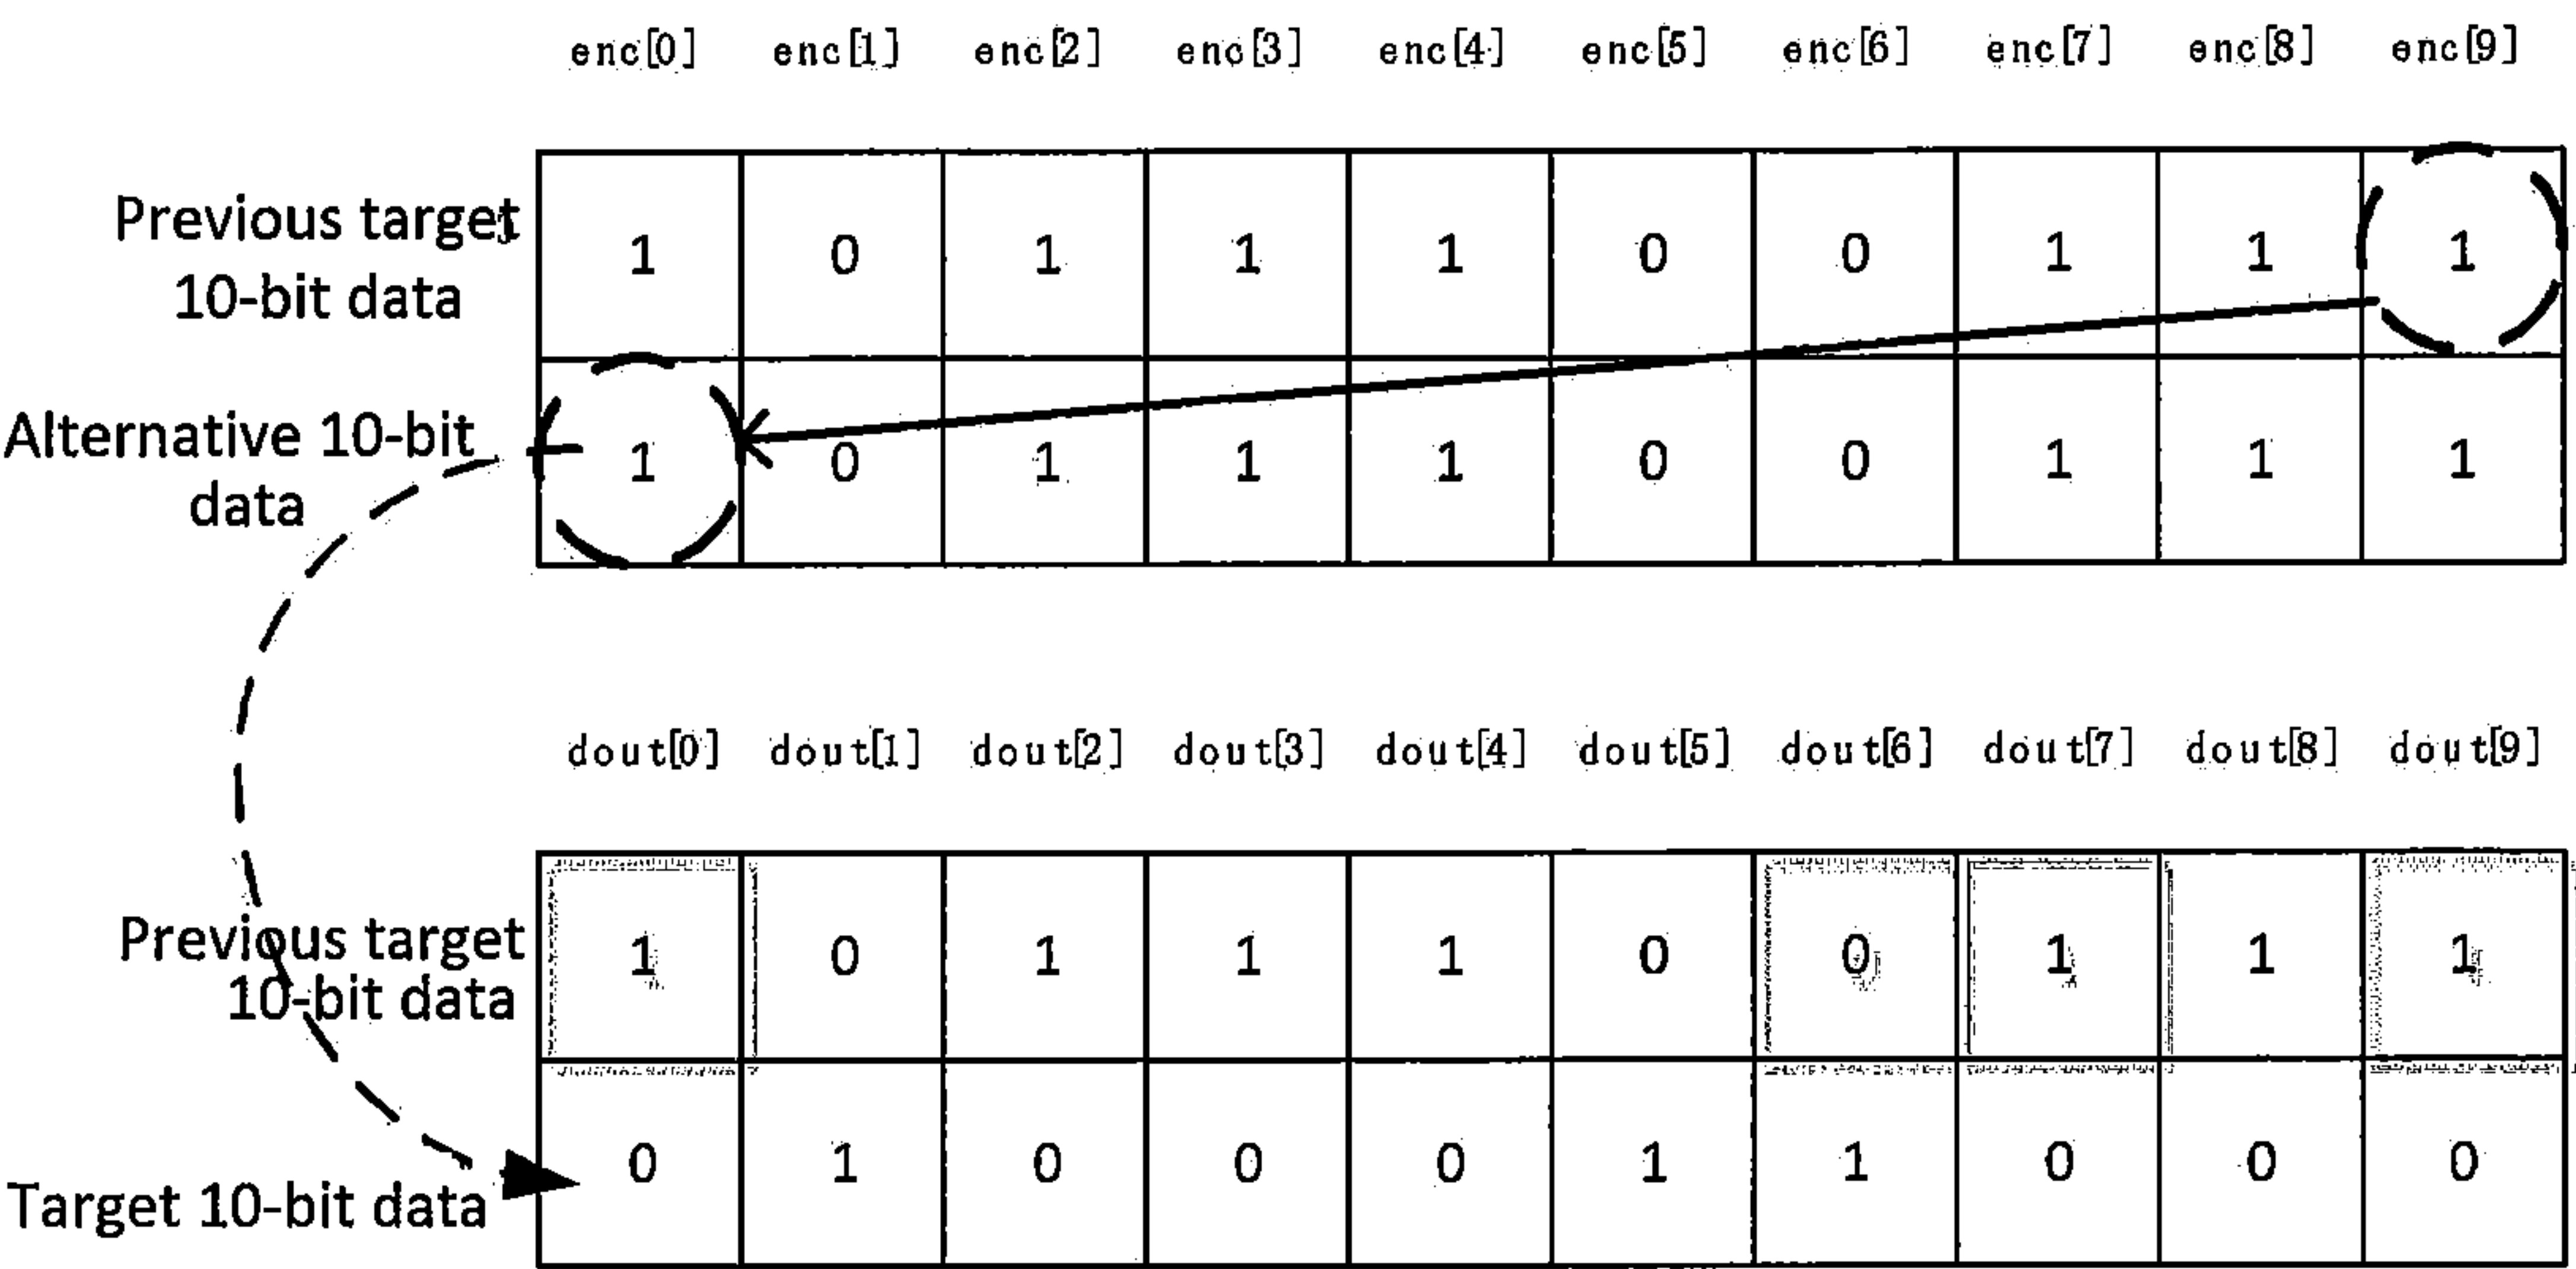 enc[0] enc[1] enc[2] enc[3] enc[4] enc[5] enc[6] enc[7] enc[8] enc[9]
Previous target
10-bit data
1 0 1 1 1 0 0 1 1 1
Alternative 10-bit
data
1 0 1 1 1 0 0 1 1 1
dout[0] dout[1] dout[2] dout[3] dout[4] dout[5] dout[6] dout[7] dout[8] dout[9]
Previous target
10-bit data
1 0 1 1 1 0 0 1 1 1
Target 10-bit data
0 1 0 0 0 1 1 0 0 0